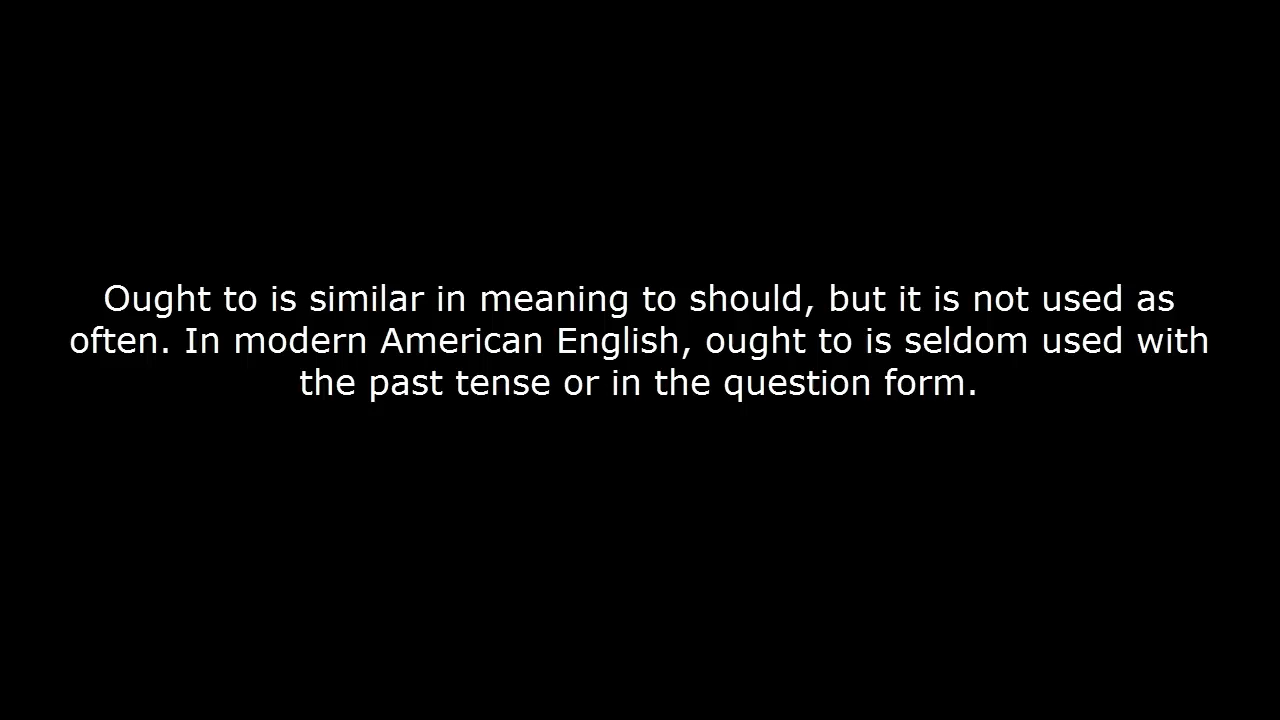 Ought to is similar in meaning to should, but it is not used as
often. In modern American English, ought to is seldom used with
the past tense or in the question form.